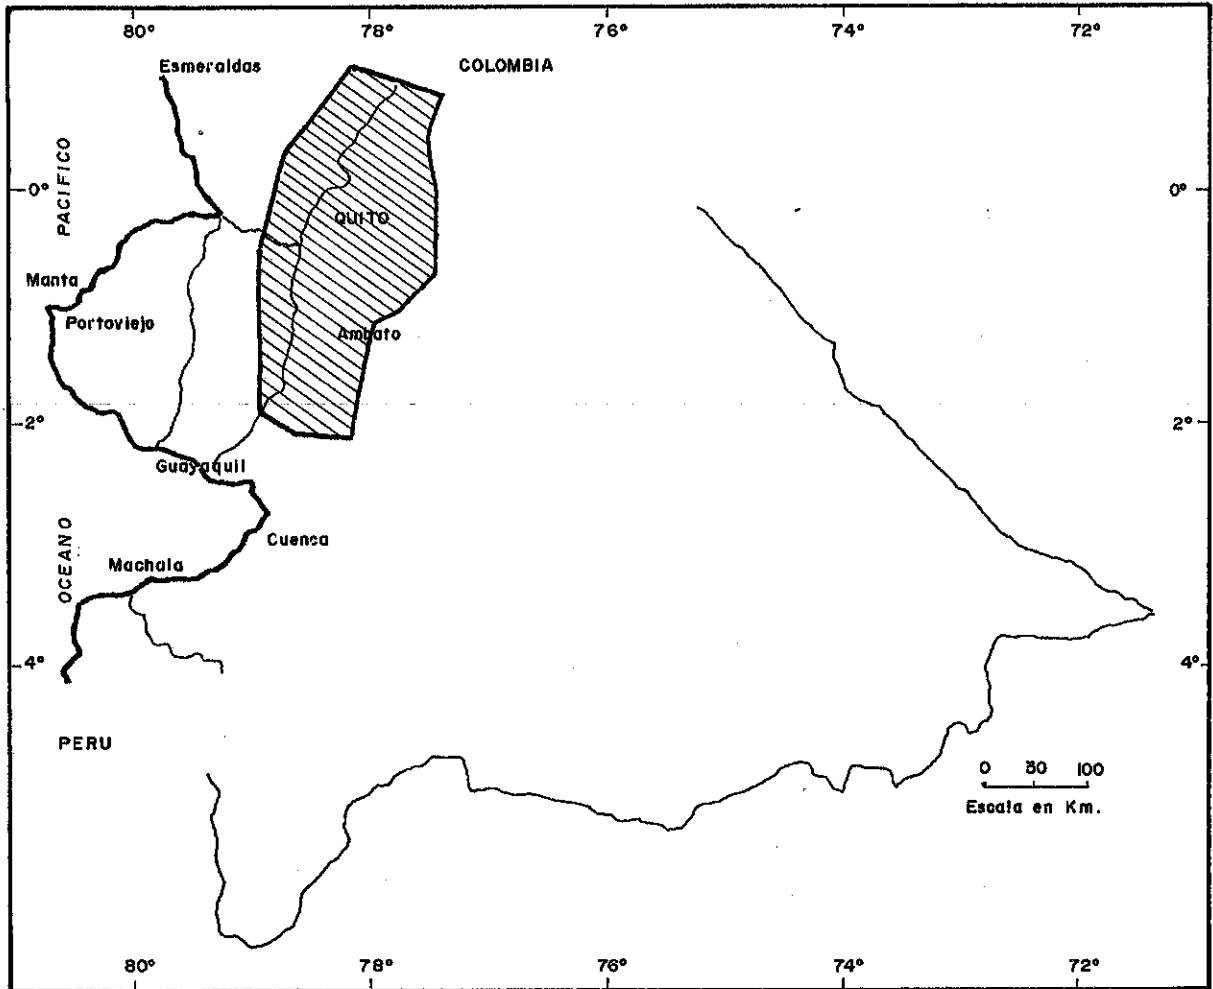 80° 78° 76° 74° 72°
Esmeraldas
COLOMBIA
PACIFICO
0° 0°
QUITO
Manta
Portoviejo
Ambato
2° 2°
Guayaquil
OCEANO
Cuenca
Machala
4° 4°
PERU
0 50 100
Escala en Km.
80° 78° 76° 74° 72°